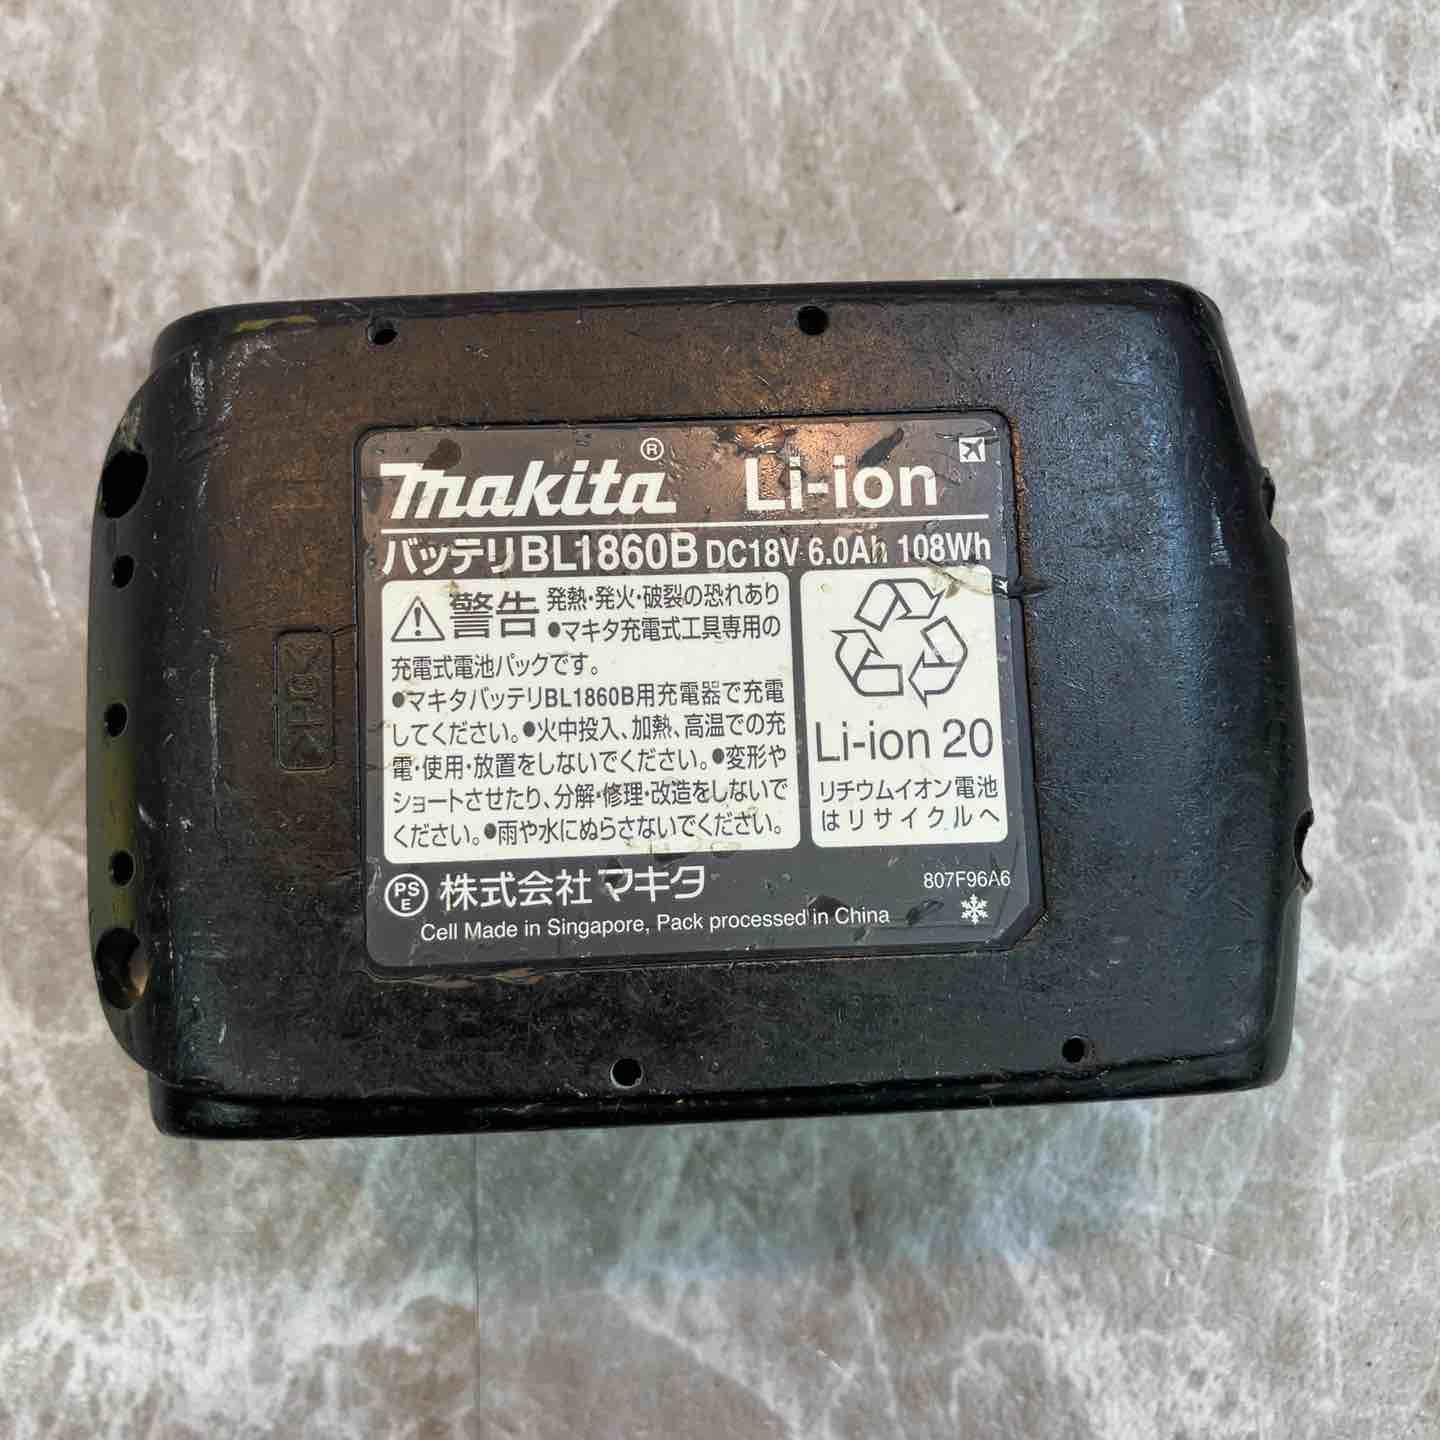 makita® Li-ion
バッテリBL1860B DC18V 6.0Ah 108Wh
警告 発熱・発火・破裂の恐れあり
●マキタ充電式工具専用の
充電式電池パックです。
●マキタバッテリBL1860B用充電器で充電
してください。●火中投入、加熱、高温での充
電・使用・放置をしないでください。●変形や
ショートさせたり、分解・修理・改造をしないで
ください。●雨や水にぬらさないでください。
Li-ion 20
リチウムイオン電池
はリサイクルへ
PSE 株式会社マキタ
807F96A6
Cell Made in Singapore, Pack processed in China
>PC<